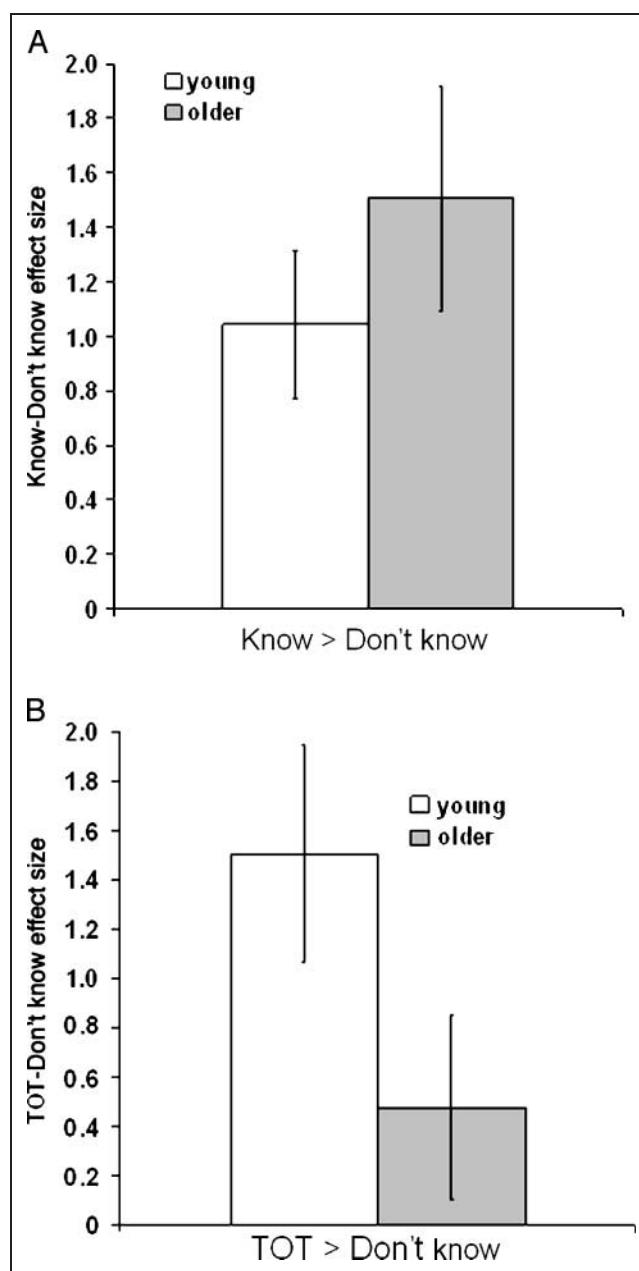 A
2.0
young
older
1.8
1.6
1.4
1.2
1.0
0.8
0.6
0.4
0.2
0
Know-Don't know effect size
Know > Don't know
B
2.0
1.8
young
1.6
older
1.4
1.2
1.0
0.8
0.6
0.4
0.2
0
TOT-Don't know effect size
TOT > Don't know